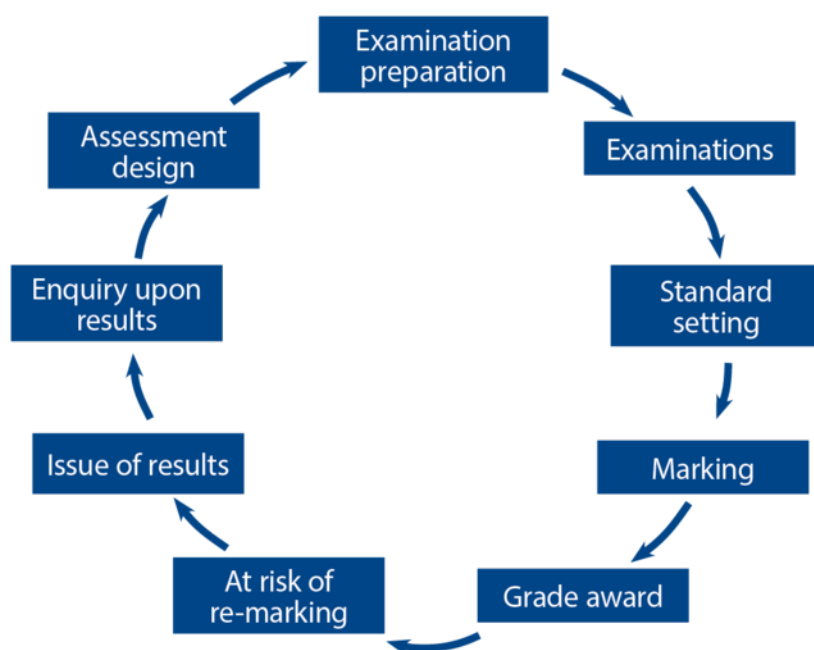 Examination
preparation
Examinations
Standard
setting
Marking
Grade award
At risk of
re-marking
Issue of results
Enquiry upon
results
Assessment
design